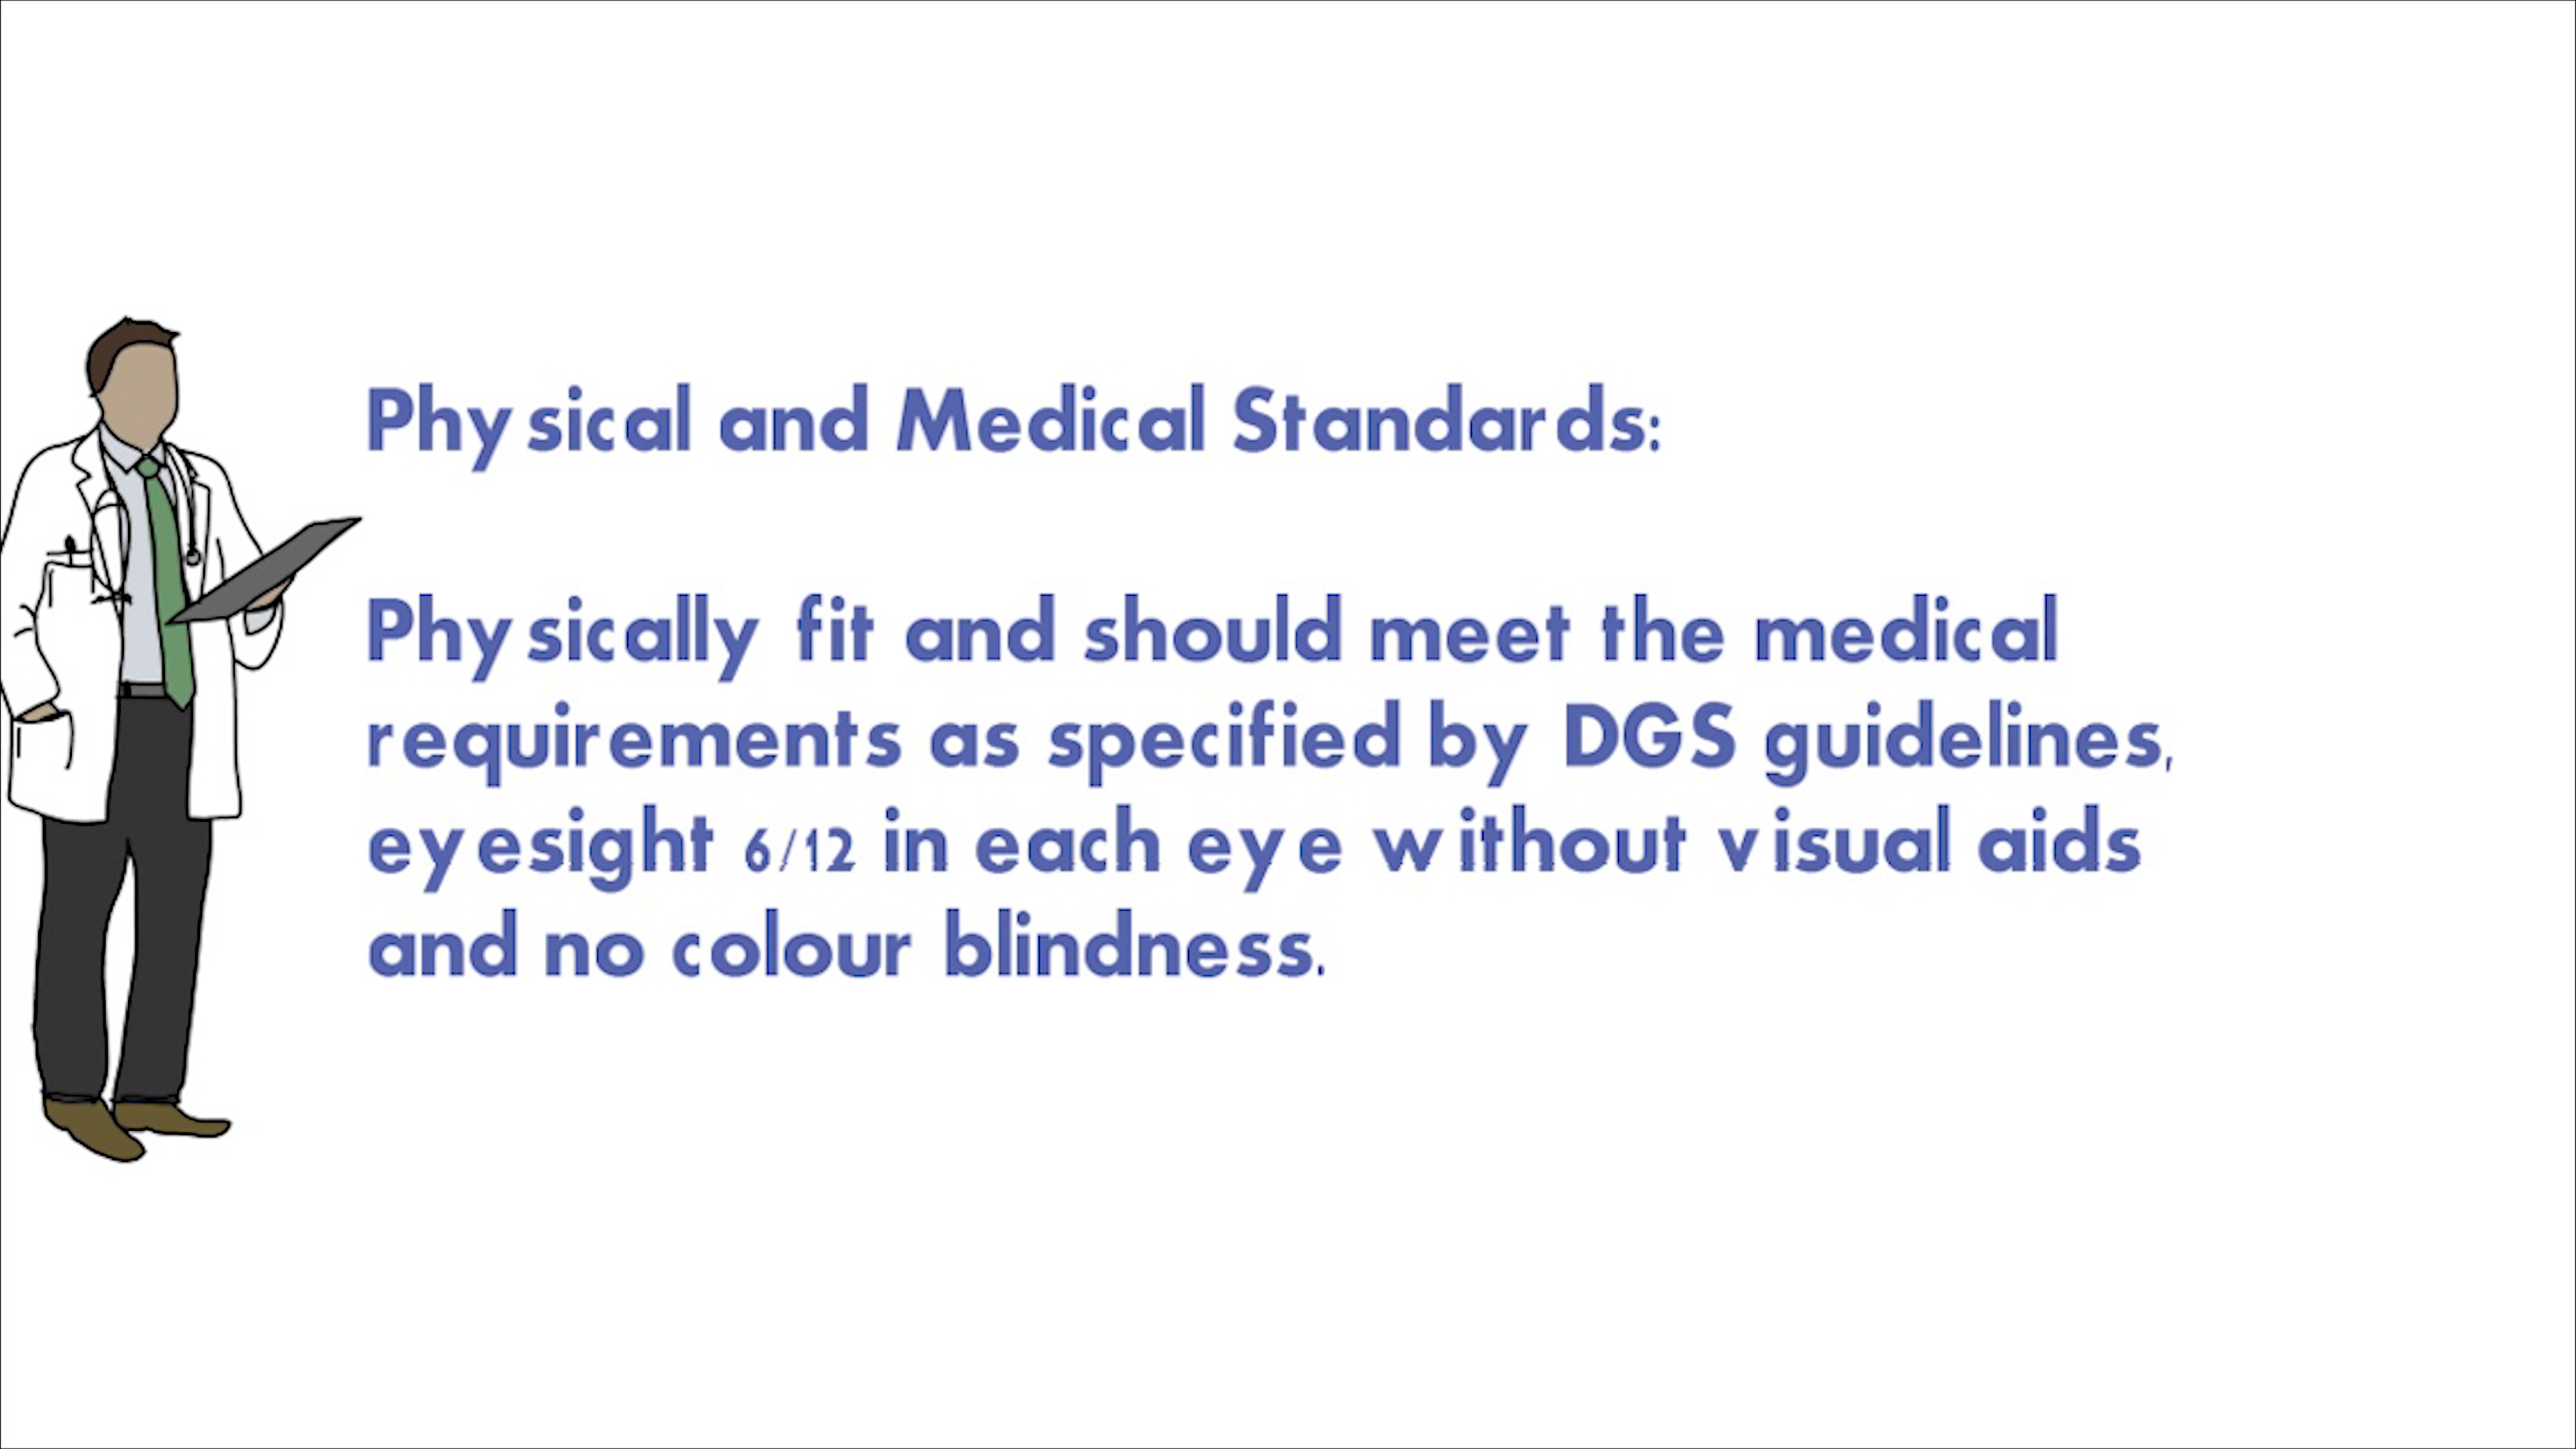 Physical and Medical Standards:
Physically fit and should meet the medical
requirements as specified by DGS guidelines,
eyesight 6/12 in each eye without visual aids
and no colour blindness.